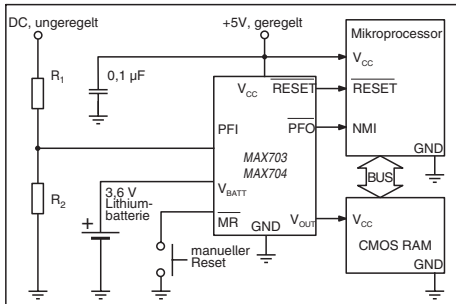 DC, ungeregelt
+5V, geregelt
Mikroprocessor
R1
0,1 µF
VCC
RESET
VCC
RESET
PFI
PFO
NMI
MAX703
MAX704
GND
R2
3,6 V
Lithium-
batterie
VBATT
MR
GND
VOUT
BUS
VCC
CMOS RAM
GND
manueller
Reset